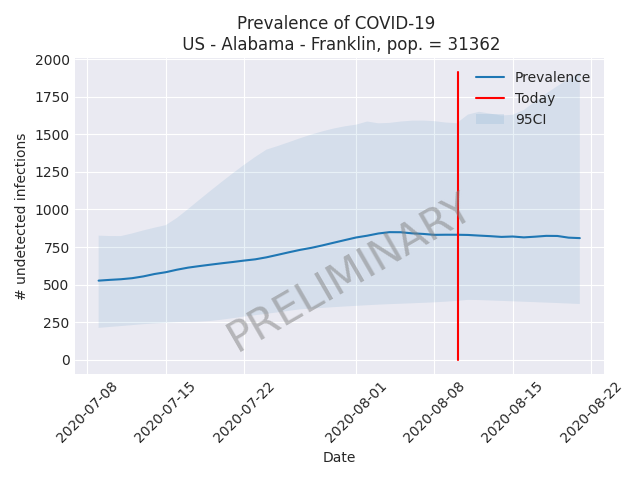 Prevalence of COVID-19
US - Alabama - Franklin, pop. = 31362
2000
1750
1500
1250
1000
750
500
250
0
# undetected infections
Prevalence
Today
95CI
PRELIMINARY
2020-07-08
2020-07-15
2020-07-22
2020-08-01
2020-08-08
2020-08-15
2020-08-22
Date